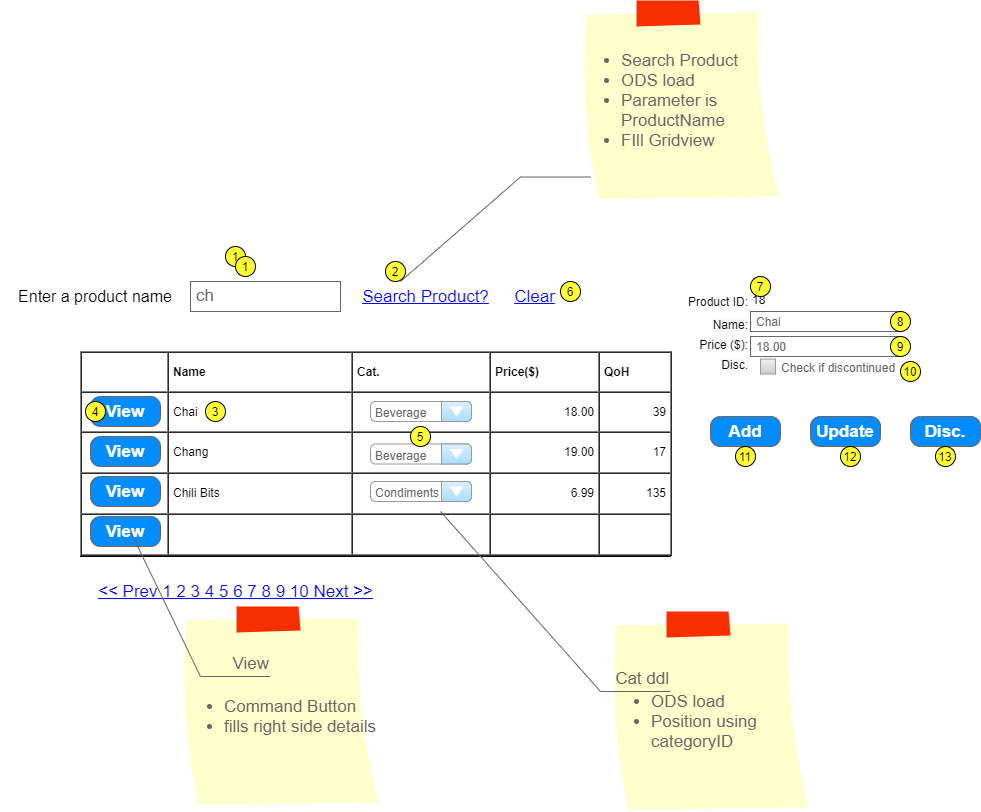 Search Product
ODS load
Parameter is
ProductName
FIll Gridview
1
1
2
Enter a product name
ch
Search Product?
Clear
6
7
Product ID: 18
Name: Chai 8
Price ($): 18.00 9
Disc. Check if discontinued 10
Name Cat. Price($) QoH
4 View Chai 3 Beverage 18.00 39
5
View Chang Beverage 19.00 17
View Chili Bits Condiments 6.99 135
View
Add Update Disc.
11 12 13
<< Prev 1 2 3 4 5 6 7 8 9 10 Next >>
View
Command Button
fills right side details
Cat ddl
ODS load
Position using
categoryID